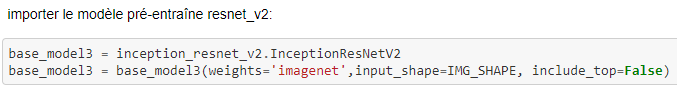 importer le modèle pré-entraîne resnet_v2:
base_model3 = inception_resnet_v2.InceptionResNetV2
base_model3 = base_model3(weights='imagenet',input_shape=IMG_SHAPE, include_top=False)